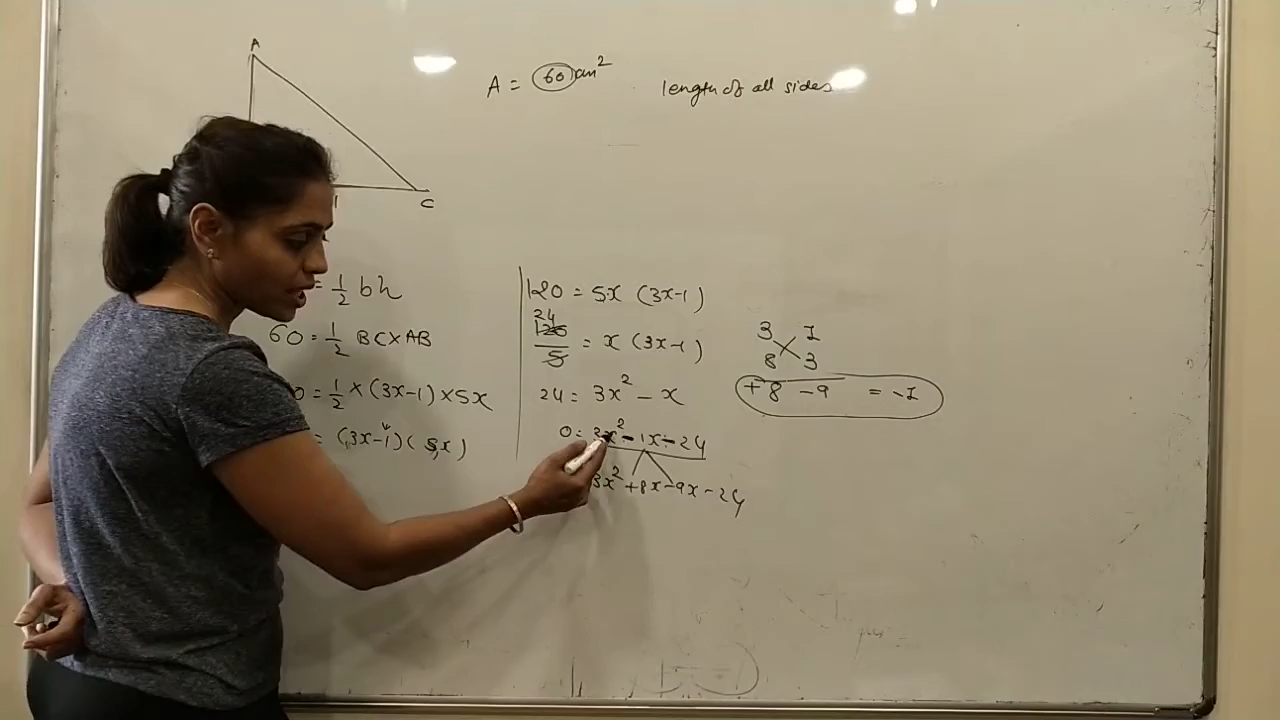 A
A = 60 cm²
length of all sides
C
= ½ bh
60 = ½ BC × AB
0 = ½ × (3x-1) × 5x
= (3x-1)( 5x )
120 = 5x (3x-1)
24
120/5 = x (3x-1)
24 = 3x² - x
0 = 3x² - 1x - 24
3x² + 8x - 9x - 24
3 1
8 3
+8 -9 = -1